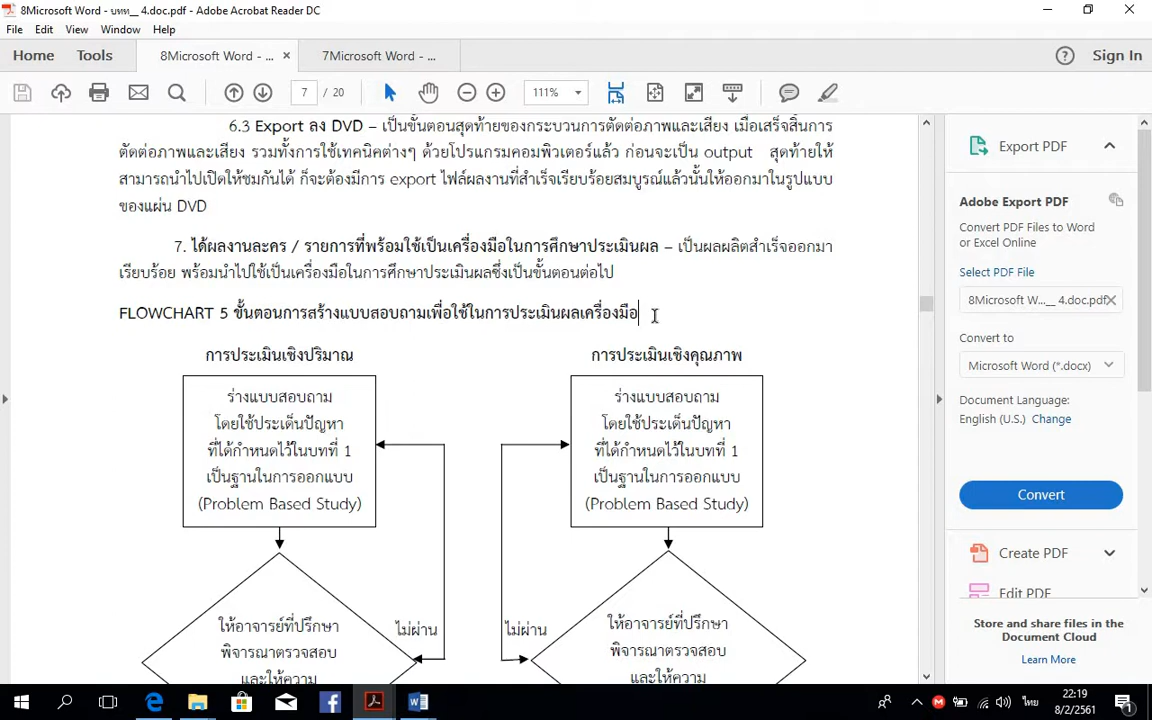 8Microsoft Word - บทท__ 4.doc.pdf - Adobe Acrobat Reader DC
File Edit View Window Help
Home Tools 8Microsoft Word - ... × 7Microsoft Word - ... Sign In
7 / 20 111%
6.3 Export ลง DVD – เป็นขั้นตอนสุดท้ายของกระบวนการตัดต่อภาพและเสียง เมื่อเสร็จสิ้นการ
ตัดต่อภาพและเสียง รวมทั้งการใช้เทคนิคต่างๆ ด้วยโปรแกรมคอมพิวเตอร์แล้ว ก่อนจะเป็น output สุดท้ายให้
สามารถนำไปเปิดให้ชมกันได้ ก็จะต้องมีการ export ไฟล์ผลงานที่สำเร็จเรียบร้อยสมบูรณ์แล้วนั้นให้ออกมาในรูปแบบ
ของแผ่น DVD
7. ได้ผลงานละคร / รายการที่พร้อมใช้เป็นเครื่องมือในการศึกษาประเมินผล – เป็นผลผลิตสำเร็จออกมา
เรียบร้อย พร้อมนำไปใช้เป็นเครื่องมือในการศึกษาประเมินผลซึ่งเป็นขั้นตอนต่อไป
FLOWCHART 5 ขั้นตอนการสร้างแบบสอบถามเพื่อใช้ในการประเมินผลเครื่องมือ
การประเมินเชิงปริมาณ
ร่างแบบสอบถาม
โดยใช้ประเด็นปัญหา
ที่ได้กำหนดไว้ในบทที่ 1
เป็นฐานในการออกแบบ
(Problem Based Study)
ไม่ผ่าน
ให้อาจารย์ที่ปรึกษา
พิจารณาตรวจสอบ
และให้ความ
การประเมินเชิงคุณภาพ
ร่างแบบสอบถาม
โดยใช้ประเด็นปัญหา
ที่ได้กำหนดไว้ในบทที่ 1
เป็นฐานในการออกแบบ
(Problem Based Study)
ไม่ผ่าน
ให้อาจารย์ที่ปรึกษา
พิจารณาตรวจสอบ
และให้ความ
Export PDF
Adobe Export PDF
Convert PDF Files to Word
or Excel Online
Select PDF File
8Microsoft W...__ 4.doc.pdf
Convert to
Microsoft Word (*.docx)
Document Language:
English (U.S.) Change
Convert
Create PDF
Edit PDF
Store and share files in the
Document Cloud
Learn More
ไทย
22:19
8/2/2561
1